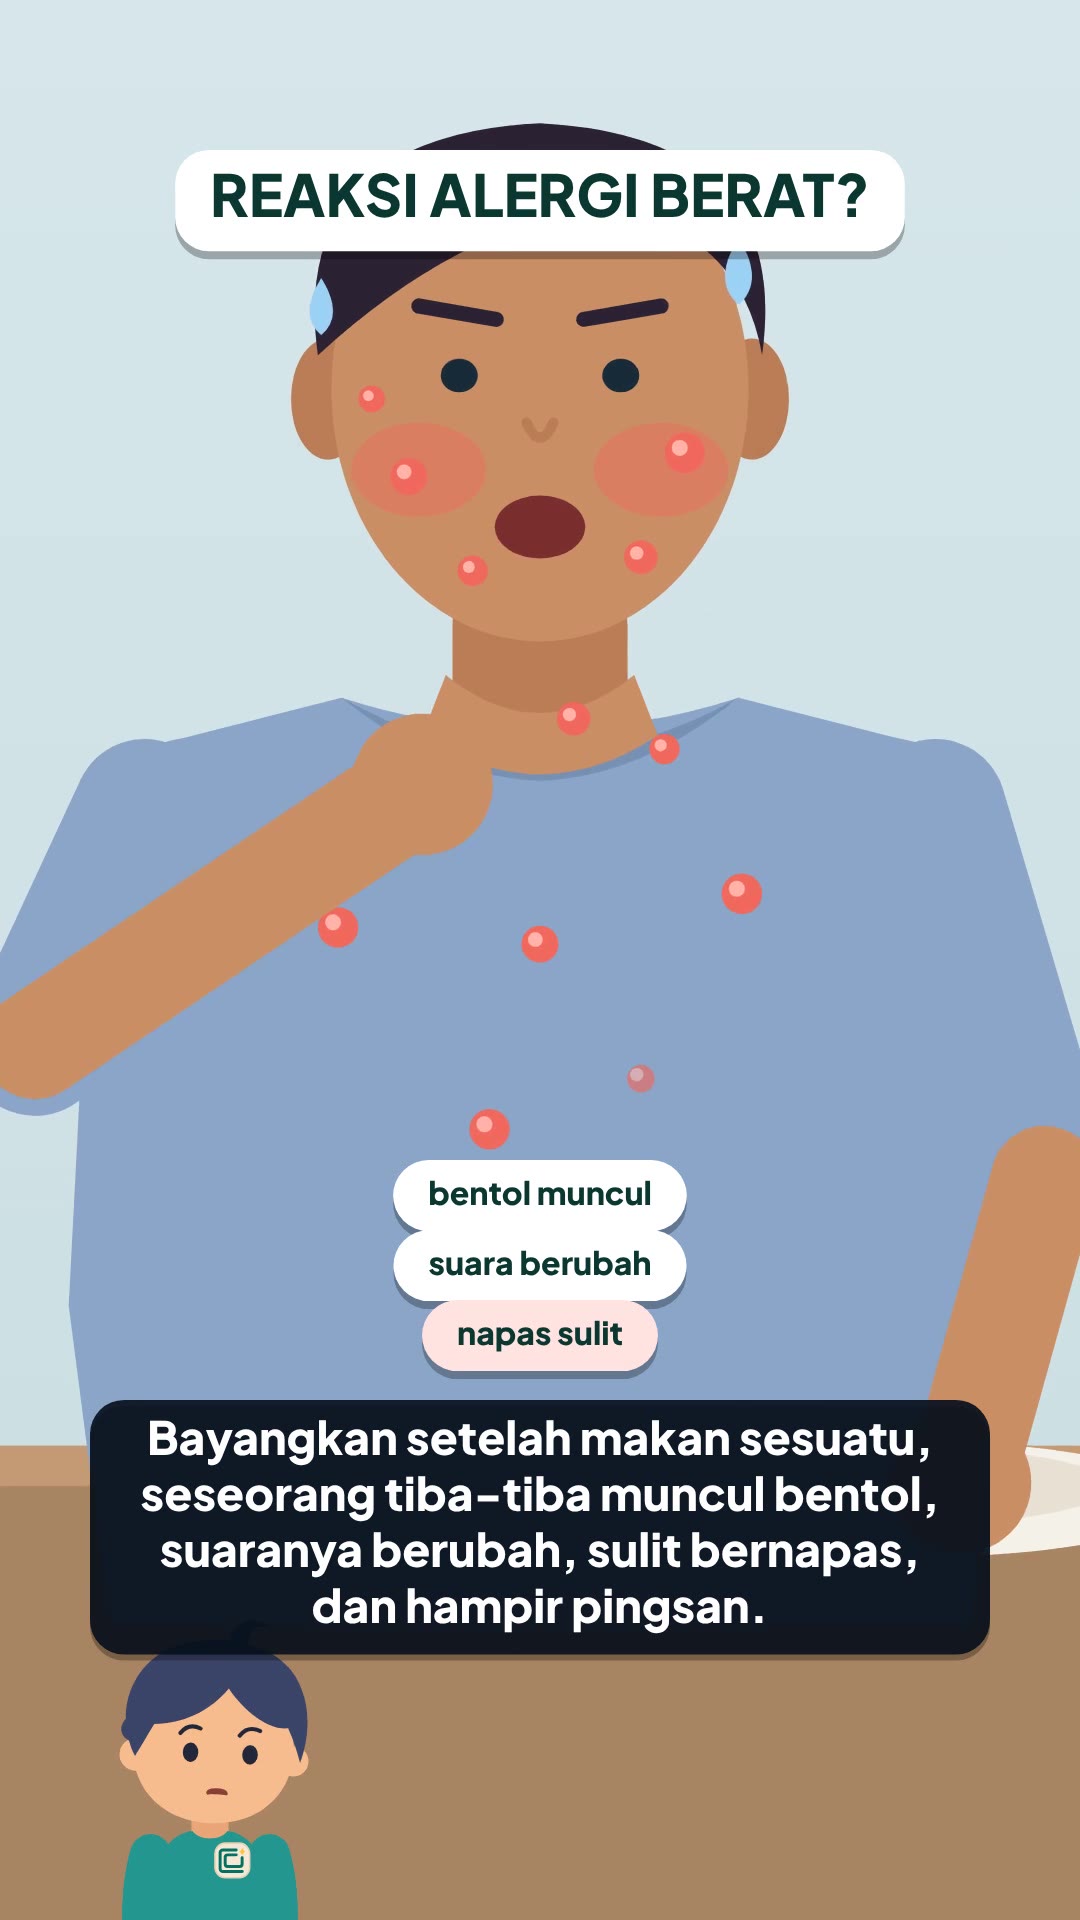 REAKSI ALERGI BERAT?
bentol muncul
suara berubah
napas sulit
Bayangkan setelah makan sesuatu,
seseorang tiba-tiba muncul bentol,
suaranya berubah, sulit bernapas,
dan hampir pingsan.